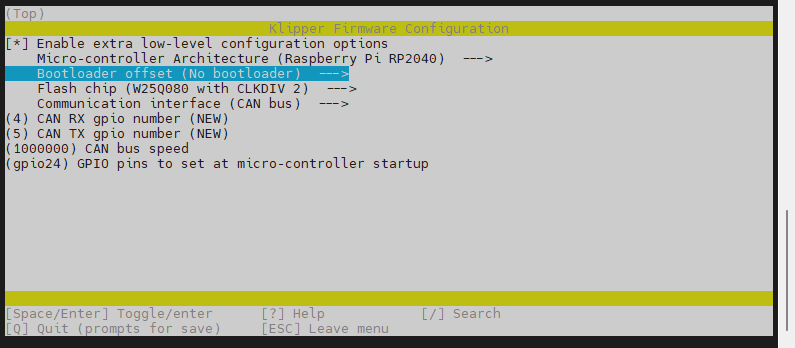 (Top)
Klipper Firmware Configuration
[*] Enable extra low-level configuration options
Micro-controller Architecture (Raspberry Pi RP2040)  --->
Bootloader offset (No bootloader)  --->
Flash chip (W25Q080 with CLKDIV 2)  --->
Communication interface (CAN bus)  --->
(4) CAN RX gpio number (NEW)
(5) CAN TX gpio number (NEW)
(1000000) CAN bus speed
(gpio24) GPIO pins to set at micro-controller startup
[Space/Enter] Toggle/enter [?] Help [/] Search
[Q] Quit (prompts for save) [ESC] Leave menu